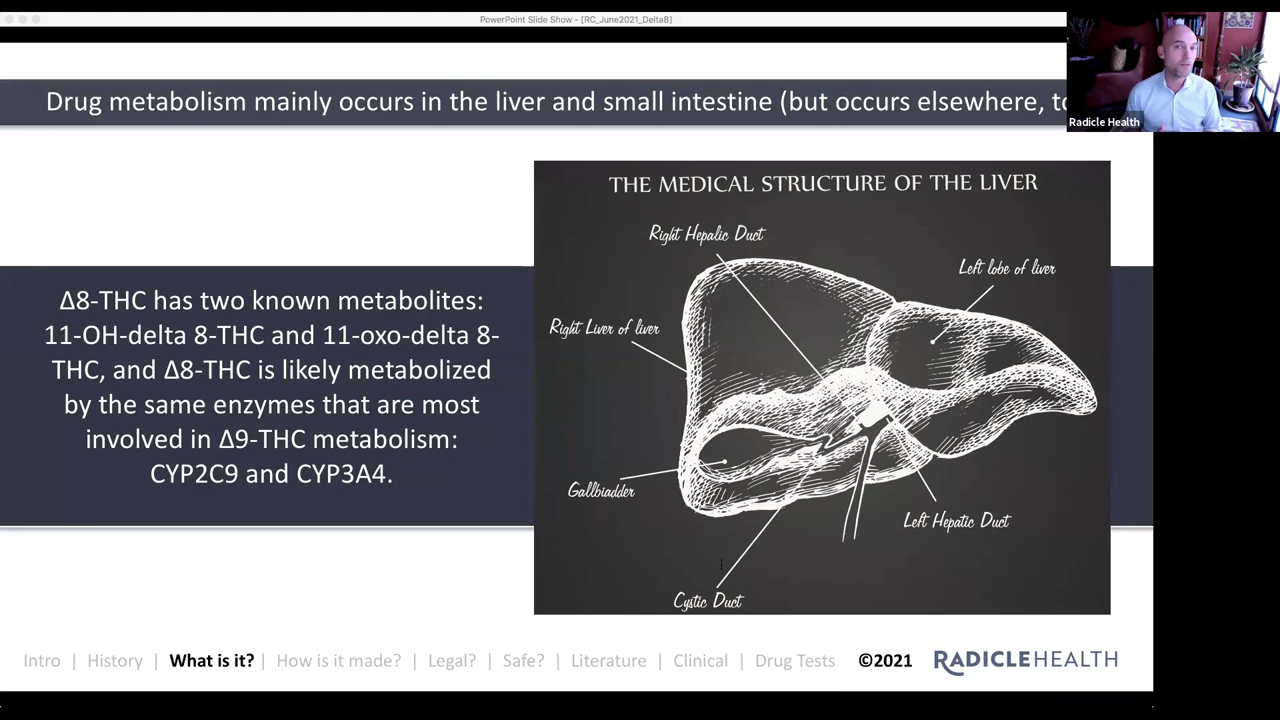 PowerPoint Slide Show - [RC_June2021_Delta8]
Drug metabolism mainly occurs in the liver and small intestine (but occurs elsewhere,
Radicle Health
THE MEDICAL STRUCTURE OF THE LIVER
Right Hepalic Duct
Left lobe of liver
Right Liver of liver
Gallbiadder
Left Hepatic Duct
Cystic Duct
Δ8-THC has two known metabolites:
11-OH-delta 8-THC and 11-oxo-delta 8-
THC, and Δ8-THC is likely metabolized
by the same enzymes that are most
involved in Δ9-THC metabolism:
CYP2C9 and CYP3A4.
Intro | History | What is it? | How is it made? | Legal? | Safe? | Literature | Clinical | Drug Tests ©2021 RADICLEHEALTH